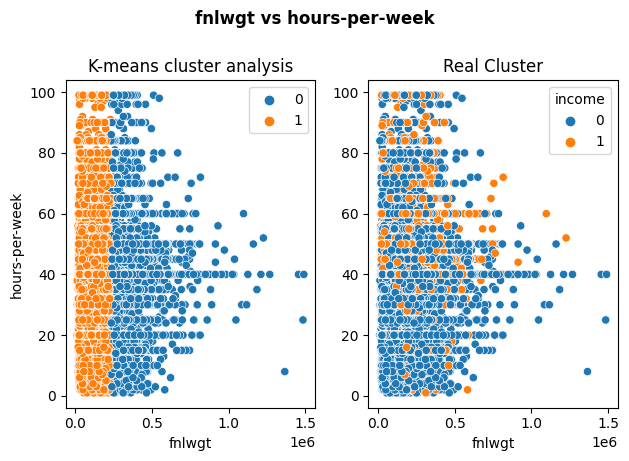 fnlwgt vs hours-per-week
K-means cluster analysis
0
1
100
80
60
40
20
0
hours-per-week
0.0
0.5
1.0
1.5
1e6
fnlwgt
Real Cluster
income
0
1
100
80
60
40
20
0
0.0
0.5
1.0
1.5
1e6
fnlwgt